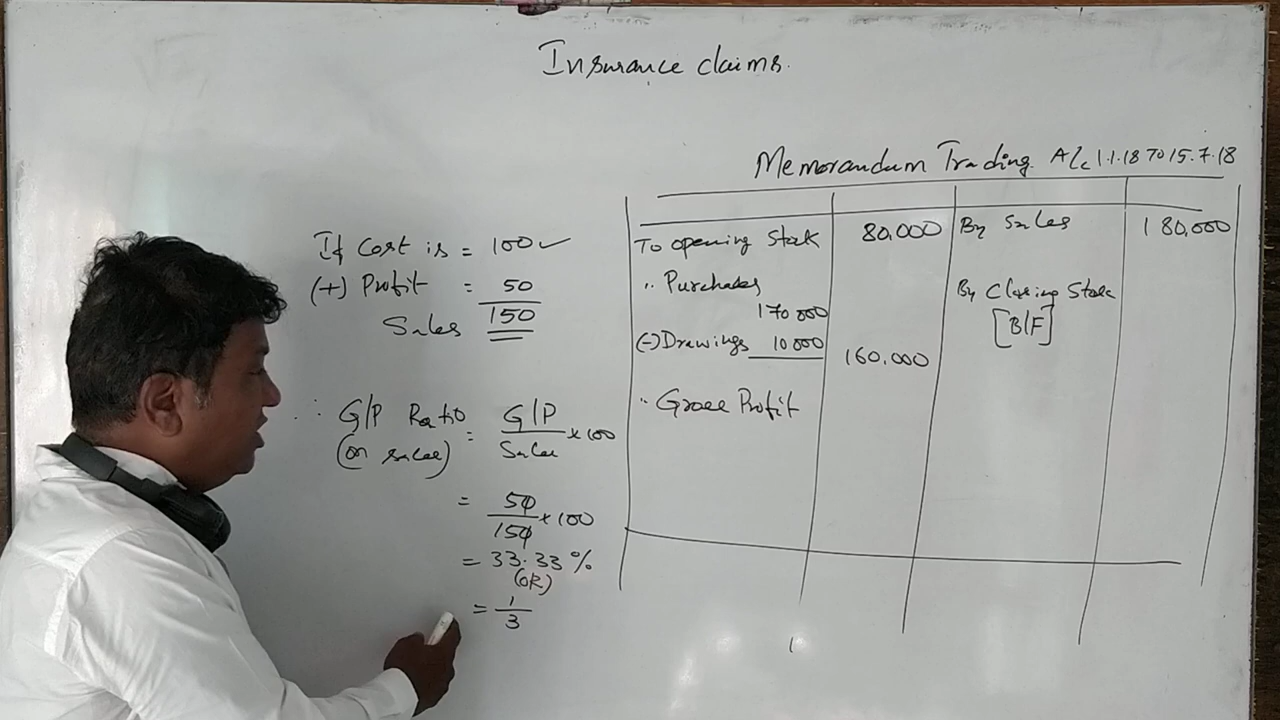 Insurance claims.
Memorandum Trading A/c 1.1.18 To 15.7.18
If Cost is = 100 ✓
(+) Profit = 50
Sales 150
∴ G/P Ratio (on sales) = G/P / Sales × 100
= 50/150 × 100
= 33.33 %
(OR)
= 1/3
To opening Stock 80,000 By Sales 180,000
" Purchases
170 000
By Closing Stock
[B/F]
(-) Drawings 10 000 160,000
" Gross Profit